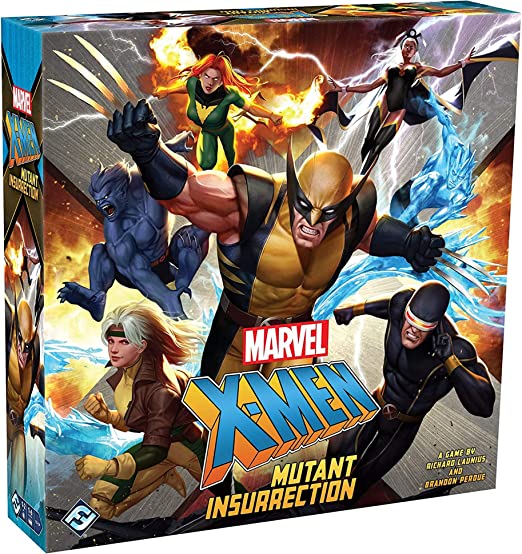 MARVEL
X-MEN
MUTANT
INSURRECTION
MARVEL
X-MEN
MUTANT
INSURRECTION
A GAME BY
RICHARD LAUNIUS
AND
BRANDON PERDUE